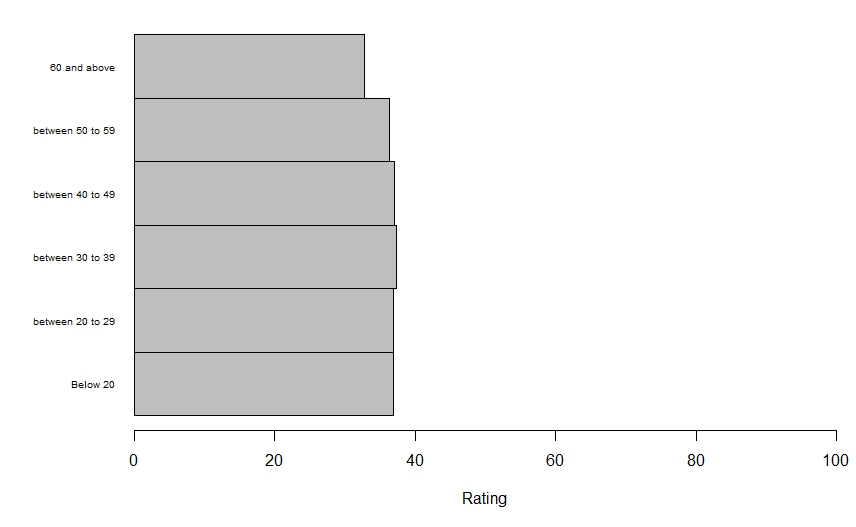 60 and above
between 50 to 59
between 40 to 49
between 30 to 39
between 20 to 29
Below 20
0 20 40 60 80 100
Rating